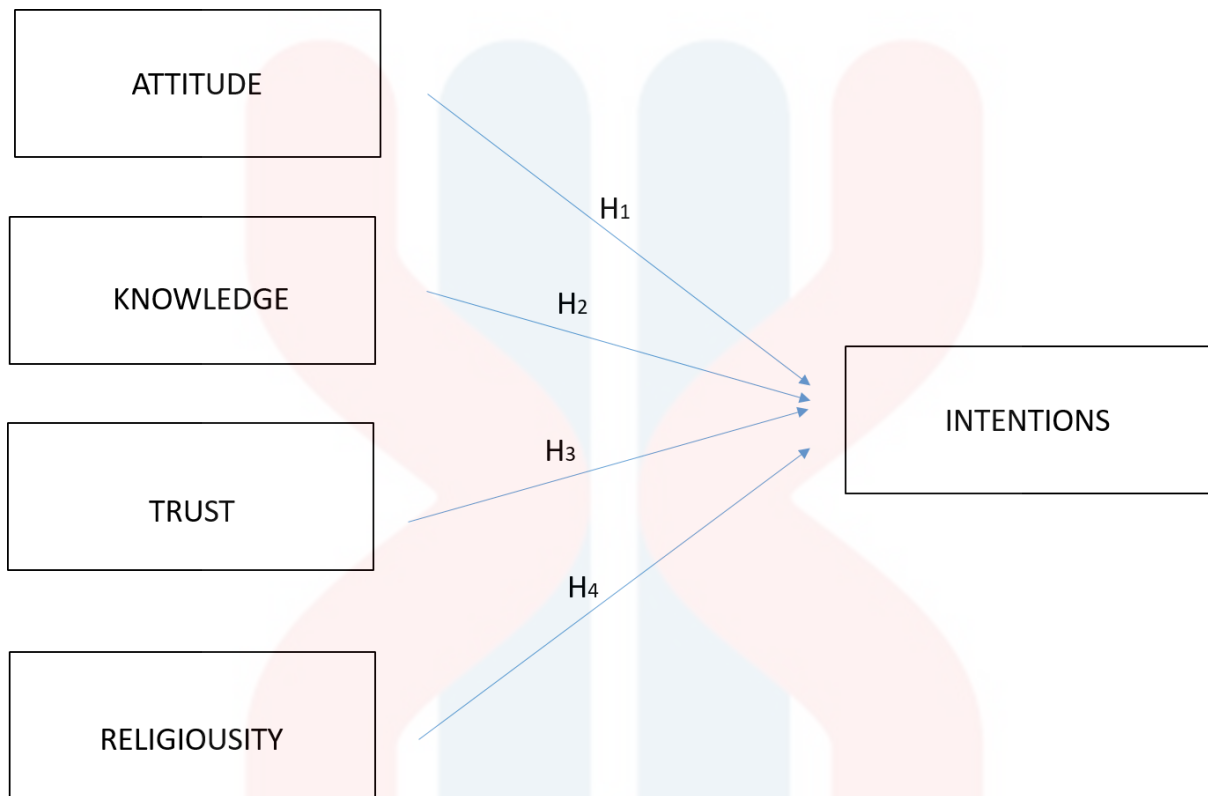 ATTITUDE
H1
KNOWLEDGE
H2
INTENTIONS
H3
TRUST
H4
RELIGIOUSITY